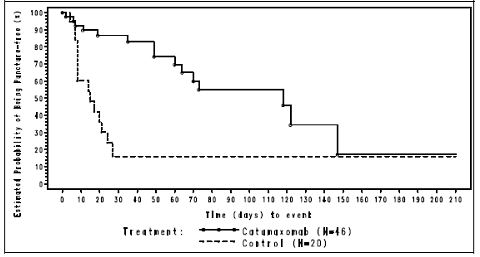 Estimated Probability of Being Puncture-free (%)
100
90
80
70
60
50
40
30
20
10
0
0 10 20 30 40 50 60 70 80 90 100 110 120 130 140 150 160 170 180 190 200 210
Time (days) to event
Treatment: Catumaxomab (N=46)
Control (N=20)